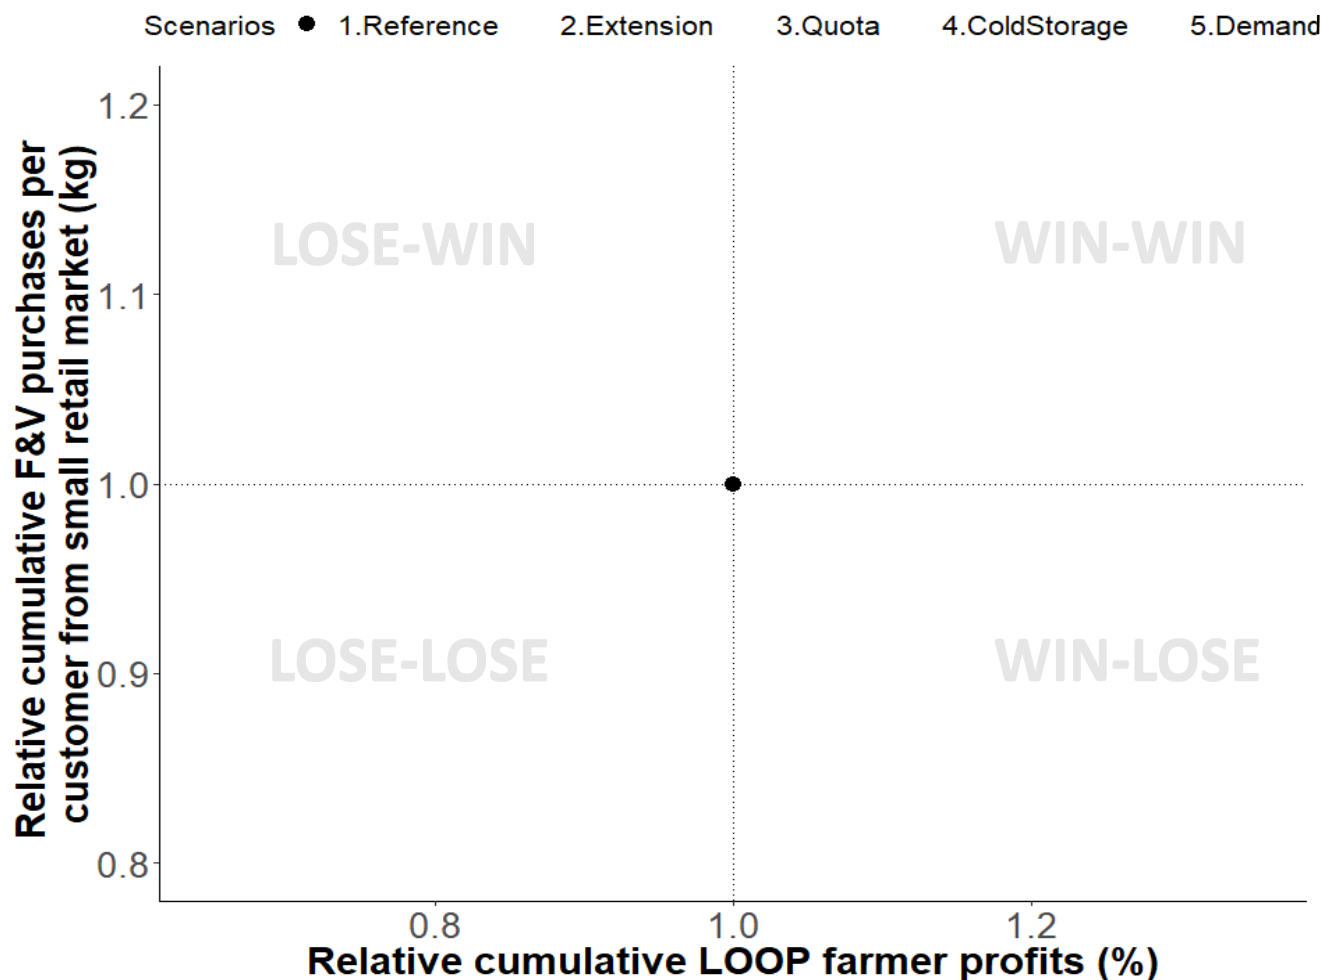 Scenarios 1.Reference 2.Extension 3.Quota 4.ColdStorage 5.Demand
Relative cumulative F&V purchases per
customer from small retail market (kg)
1.2
1.1
1.0
0.9
0.8
LOSE-WIN
WIN-WIN
LOSE-LOSE
WIN-LOSE
0.8 1.0 1.2
Relative cumulative LOOP farmer profits (%)